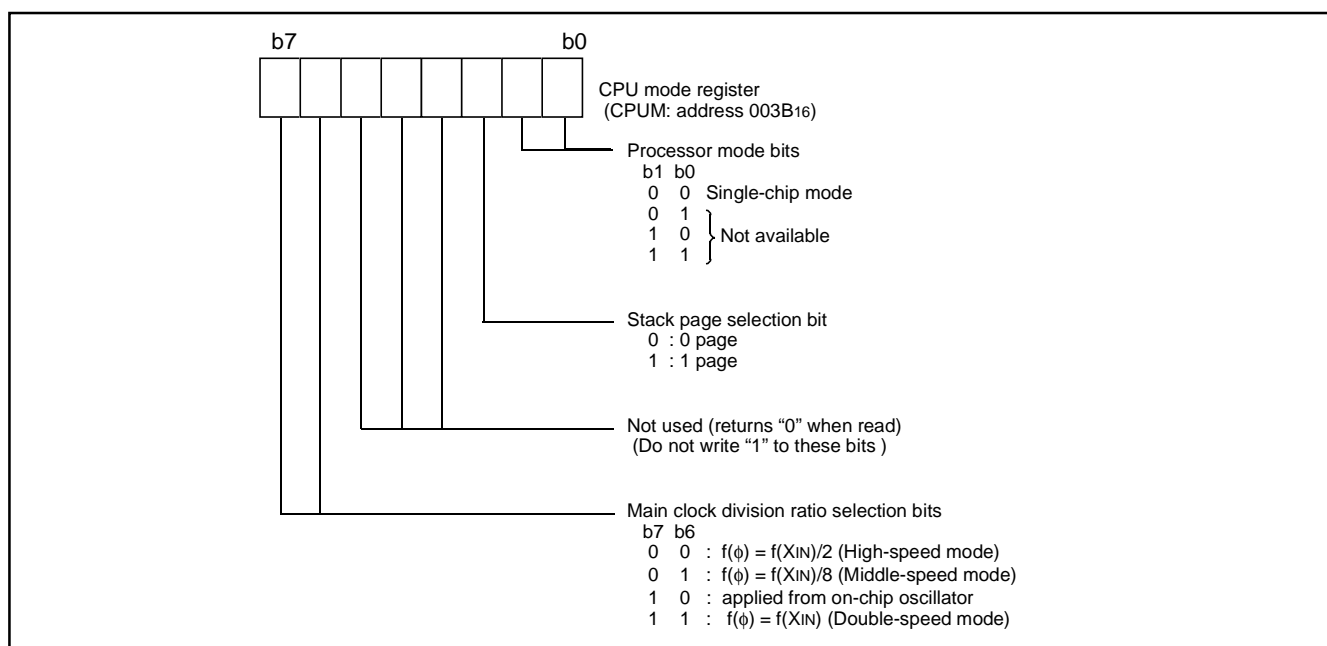 b7 b0
CPU mode register
(CPUM: address 003B16)
Processor mode bits
b1 b0
0 0 Single-chip mode
0 1
1 0 Not available
1 1
Stack page selection bit
0 : 0 page
1 : 1 page
Not used (returns “0” when read)
(Do not write “1” to these bits )
Main clock division ratio selection bits
b7 b6
0 0 : f(ϕ) = f(XIN)/2 (High-speed mode)
0 1 : f(ϕ) = f(XIN)/8 (Middle-speed mode)
1 0 : applied from on-chip oscillator
1 1 : f(ϕ) = f(XIN) (Double-speed mode)